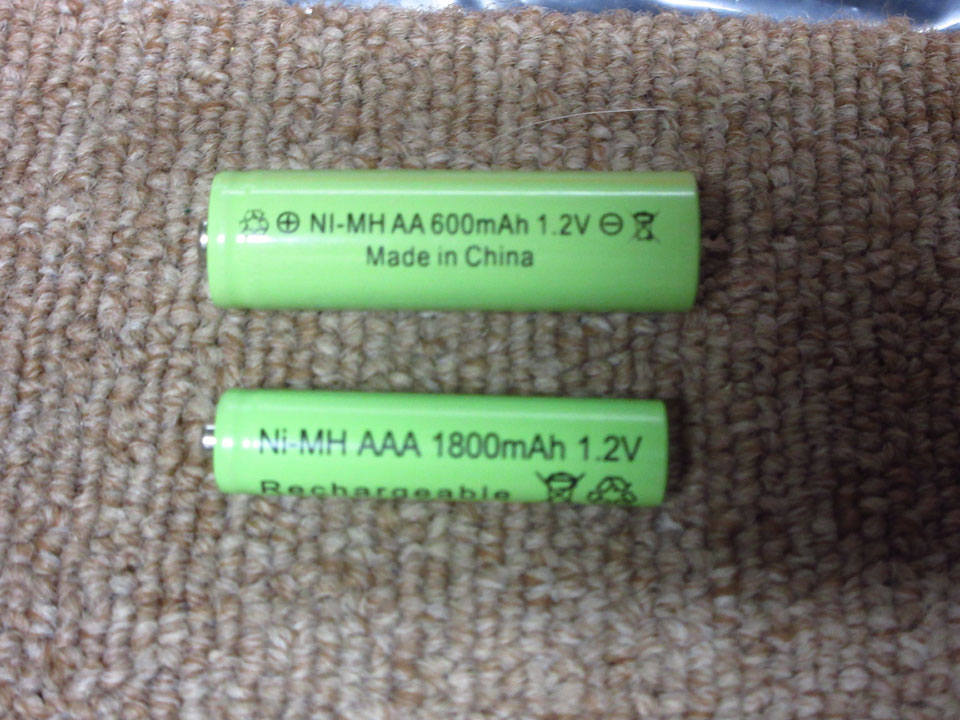 ⊕ NI-MH AA 600mAh 1.2V ⊖
Made in China
Ni-MH AAA 1800mAh 1.2V
Rechargeable